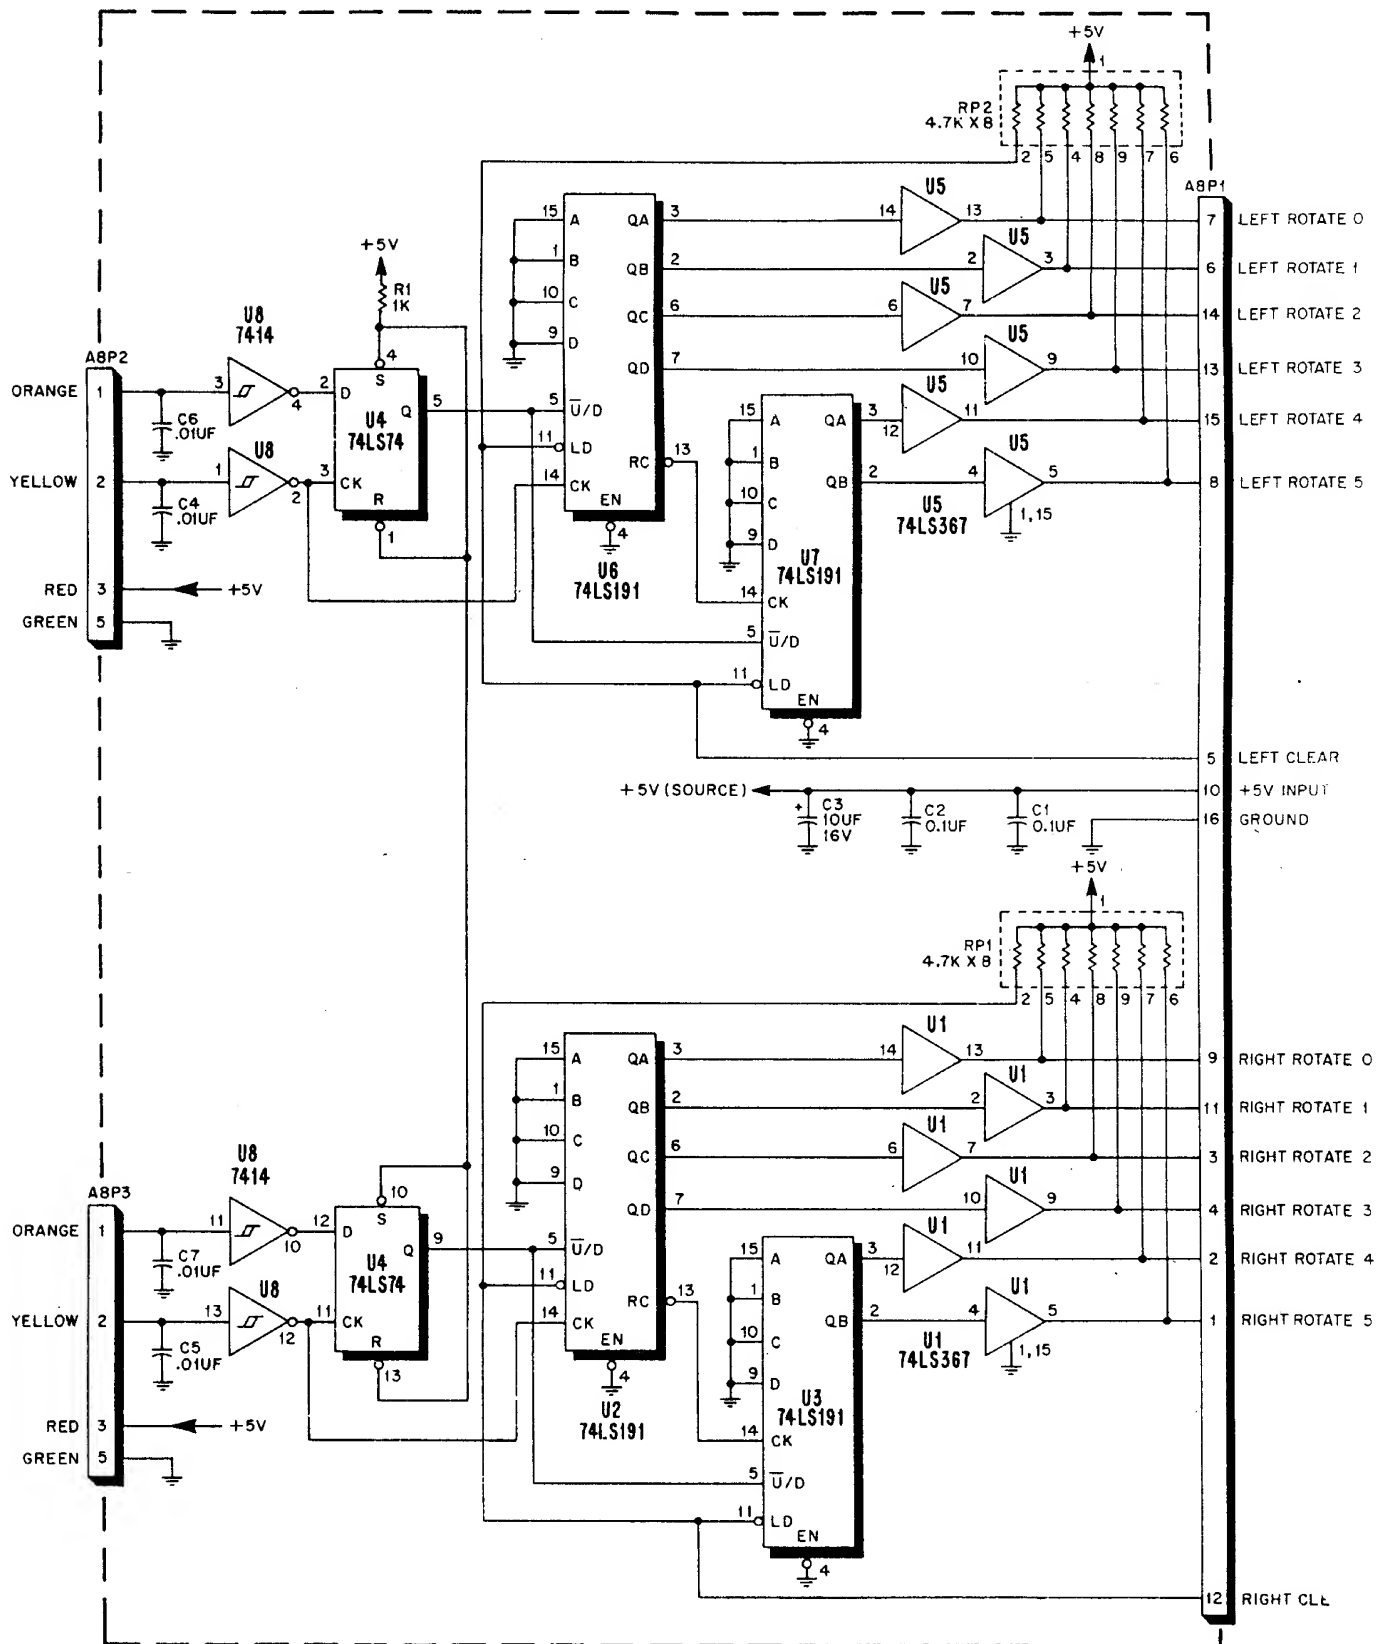 +5V
1
RP2
4.7K X 8
2 5 4 8 9 7 6
A8P1
15 A QA 3 14 U5 13 7 LEFT ROTATE 0
+5V
1 B QB 2 2 U5 3 6 LEFT ROTATE 1
R1
1K
10 C QC 6 6 U5 7 14 LEFT ROTATE 2
U8
7414
9 D
4
A8P2
S
QD 7 10 U5 9 13 LEFT ROTATE 3
ORANGE 1 3 4 2 D Q 5 5 U/D
C6
.01UF
U4
74LS74
15 A QA 3 12 U5 11 15 LEFT ROTATE 4
U8
11 LD
RC 13
1 B
YELLOW 2 1 2 3 CK
14 CK
QB 2 4 U5 5 8 LEFT ROTATE 5
C4
.01UF
R
1
EN
4
10 C
1,15
U5
74LS367
9 D
U6
74LS191
U7
74LS191
RED 3 +5V
14 CK
GREEN 5
5 U/D
11 LD
EN
4
5 LEFT CLEAR
+5V (SOURCE) 10 +5V INPUT
+ C3
10UF
16V
C2
0.1UF
C1
0.1UF
16 GROUND
+5V
1
RP1
4.7K X 8
2 5 4 8 9 7 6
15 A QA 3 14 U1 13 9 RIGHT ROTATE 0
1 B QB 2 2 U1 3 11 RIGHT ROTATE 1
10 C QC 6 6 U1 7 3 RIGHT ROTATE 2
U8
7414
9 D
10
A8P3
S
QD 7 10 U1 9 4 RIGHT ROTATE 3
ORANGE 1 11 10 12 D Q 9 5 U/D
C7
.01UF
U4
74LS74
15 A QA 3 12 U1 11 2 RIGHT ROTATE 4
U8
11 LD
RC 13
1 B
YELLOW 2 13 12 11 CK
14 CK
QB 2 4 U1 5 1 RIGHT ROTATE 5
C5
.01UF
R
13
EN
4
10 C
1,15
U1
74LS367
9 D
U2
74LS191
U3
74LS191
RED 3 +5V
14 CK
GREEN 5
5 U/D
11 LD
EN
4
12 RIGHT CLE